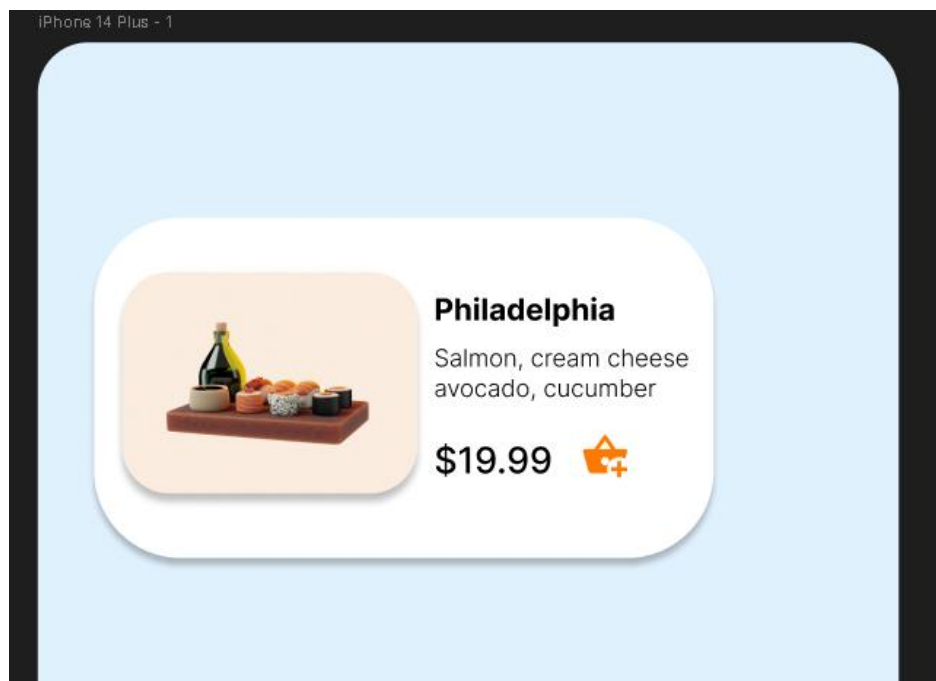 iPhone 14 Plus - 1
Philadelphia
Salmon, cream cheese
avocado, cucumber
$19.99